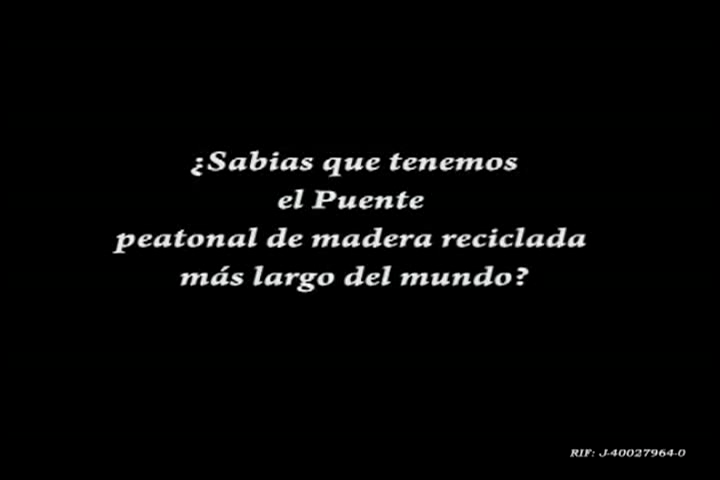 ¿Sabias que tenemos
el Puente
peatonal de madera reciclada
más largo del mundo?
RIF: J-40027964-0